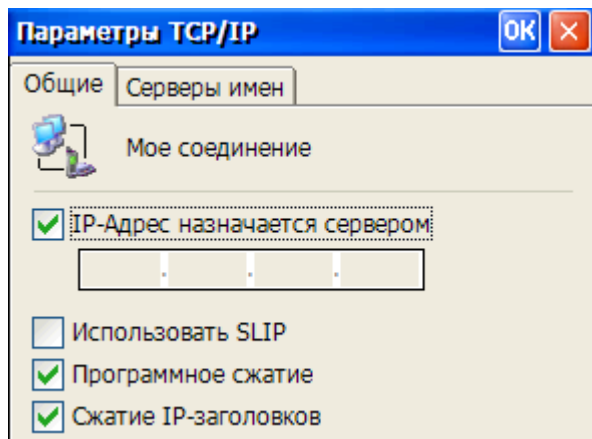 Параметры TCP/IP OK
Общие Серверы имен
Мое соединение
IP-Адрес назначается сервером
. . .
Использовать SLIP
Программное сжатие
Сжатие IP-заголовков